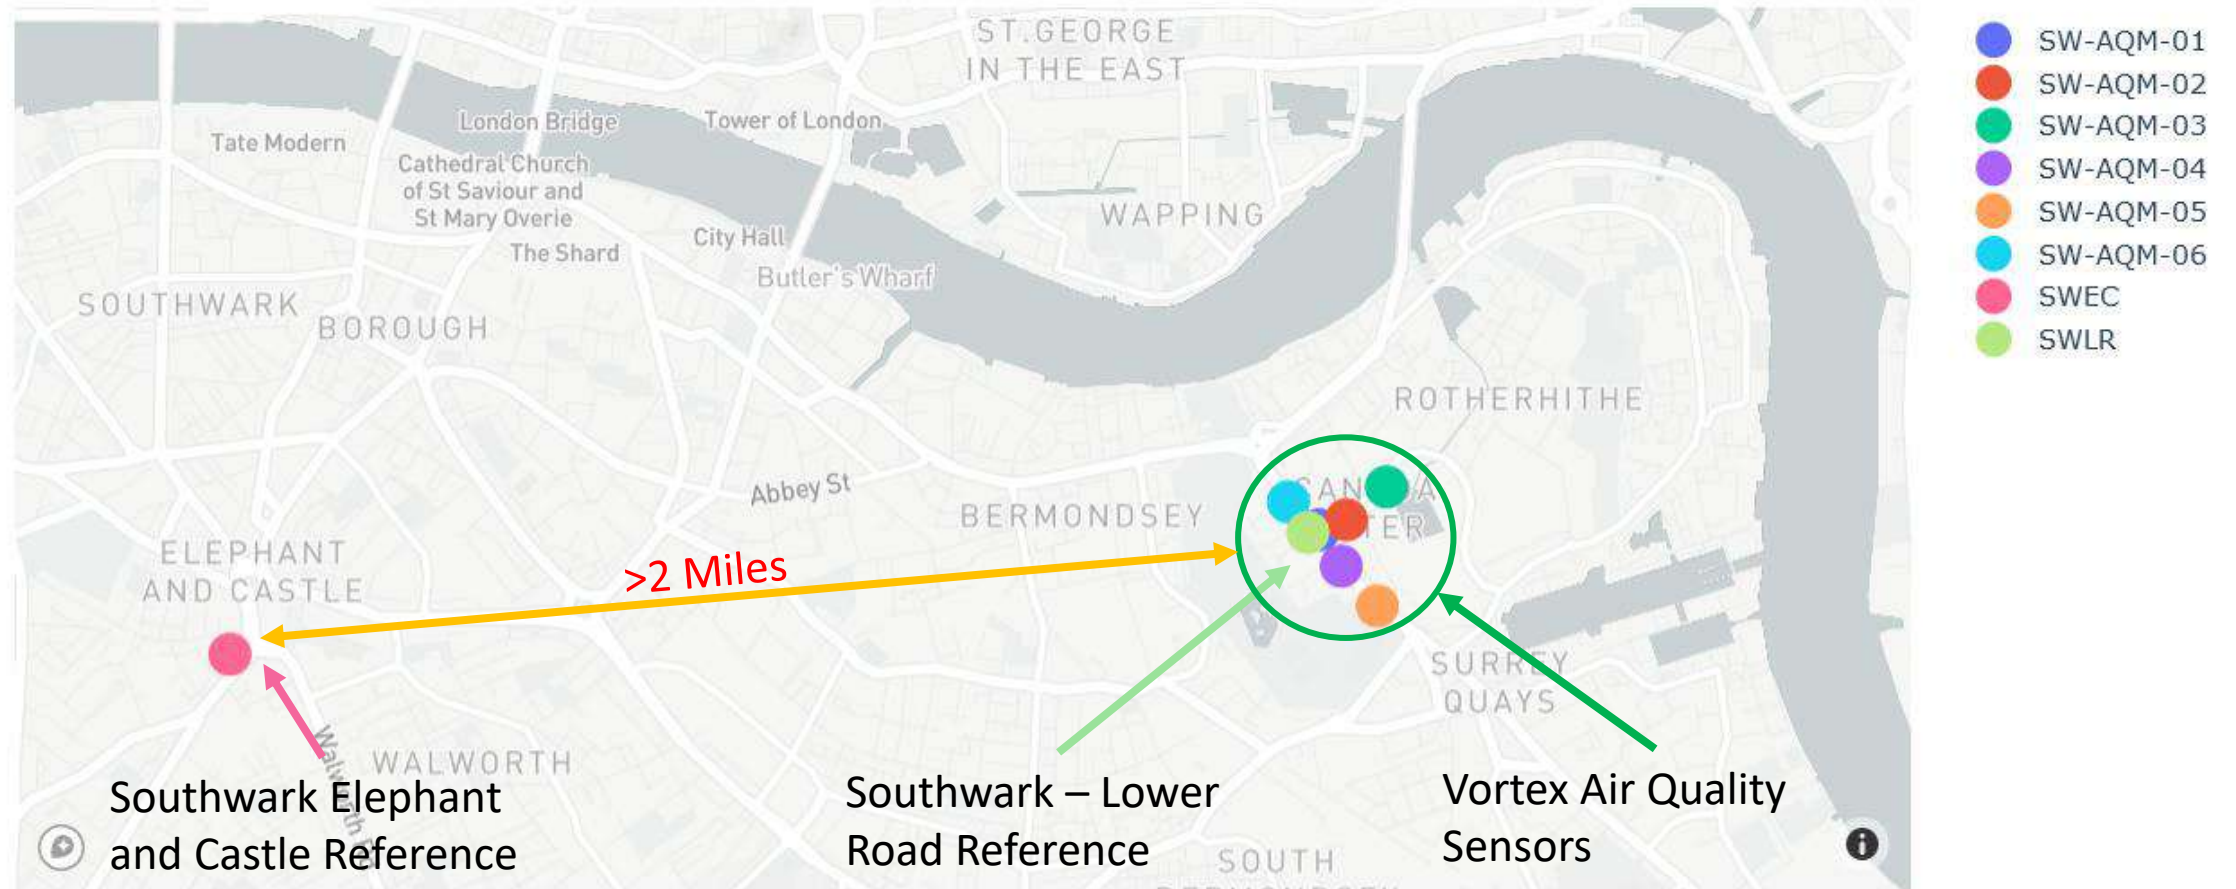 ST.GEORGE
IN THE EAST
London Bridge
Tower of London
Tate Modern
Cathedral Church
of St Saviour and
St Mary Overie
The Shard
City Hall
Butler's Wharf
WAPPING
SOUTHWARK
BOROUGH
ROTHERHITHE
Abbey St
BERMONDSEY
ELEPHANT
AND CASTLE
>2 Miles
SURREY
QUAYS
WALWORTH
Southwark Elephant
and Castle Reference
Southwark – Lower
Road Reference
Vortex Air Quality
Sensors
SOUTH
SW-AQM-01
SW-AQM-02
SW-AQM-03
SW-AQM-04
SW-AQM-05
SW-AQM-06
SWEC
SWLR